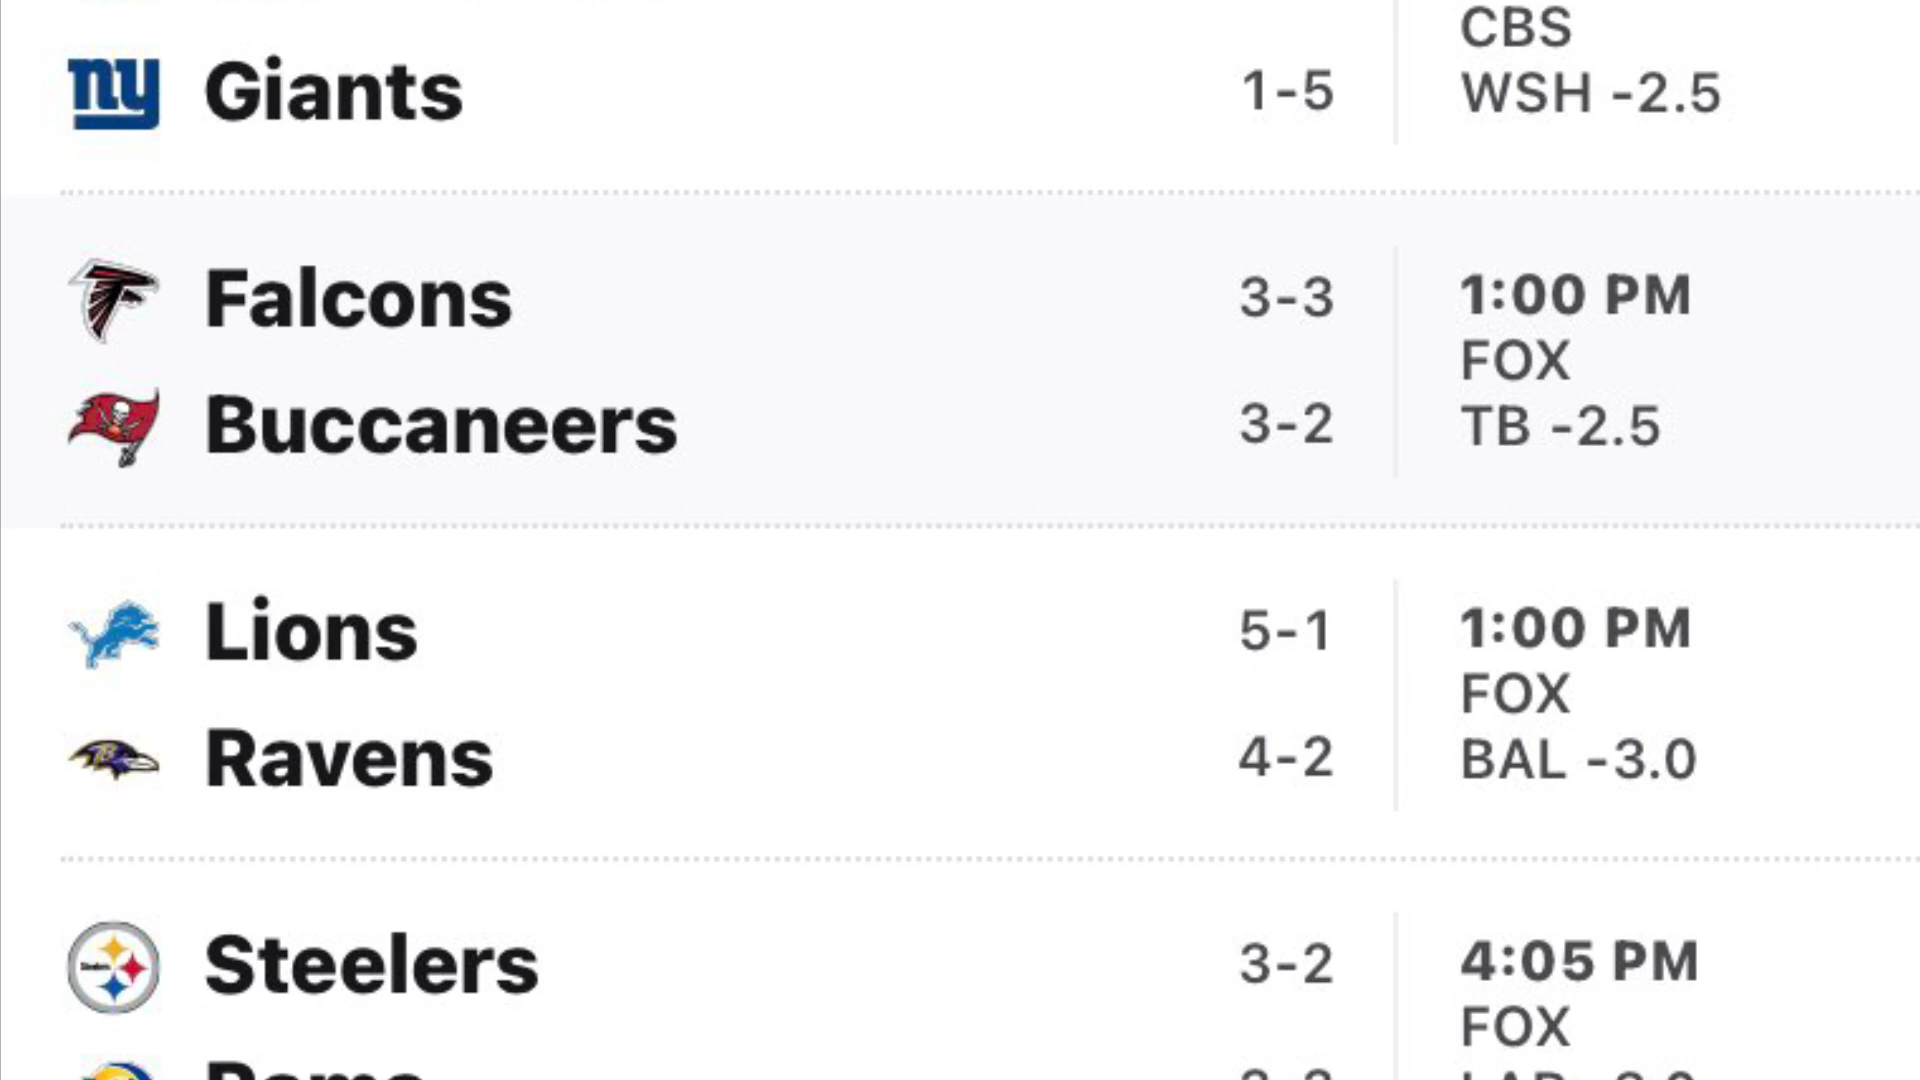 CBS
ny Giants 1-5 WSH -2.5
Falcons 3-3 1:00 PM
FOX
Buccaneers 3-2 TB -2.5
Lions 5-1 1:00 PM
FOX
Ravens 4-2 BAL -3.0
Steelers 3-2 4:05 PM
FOX
Rams